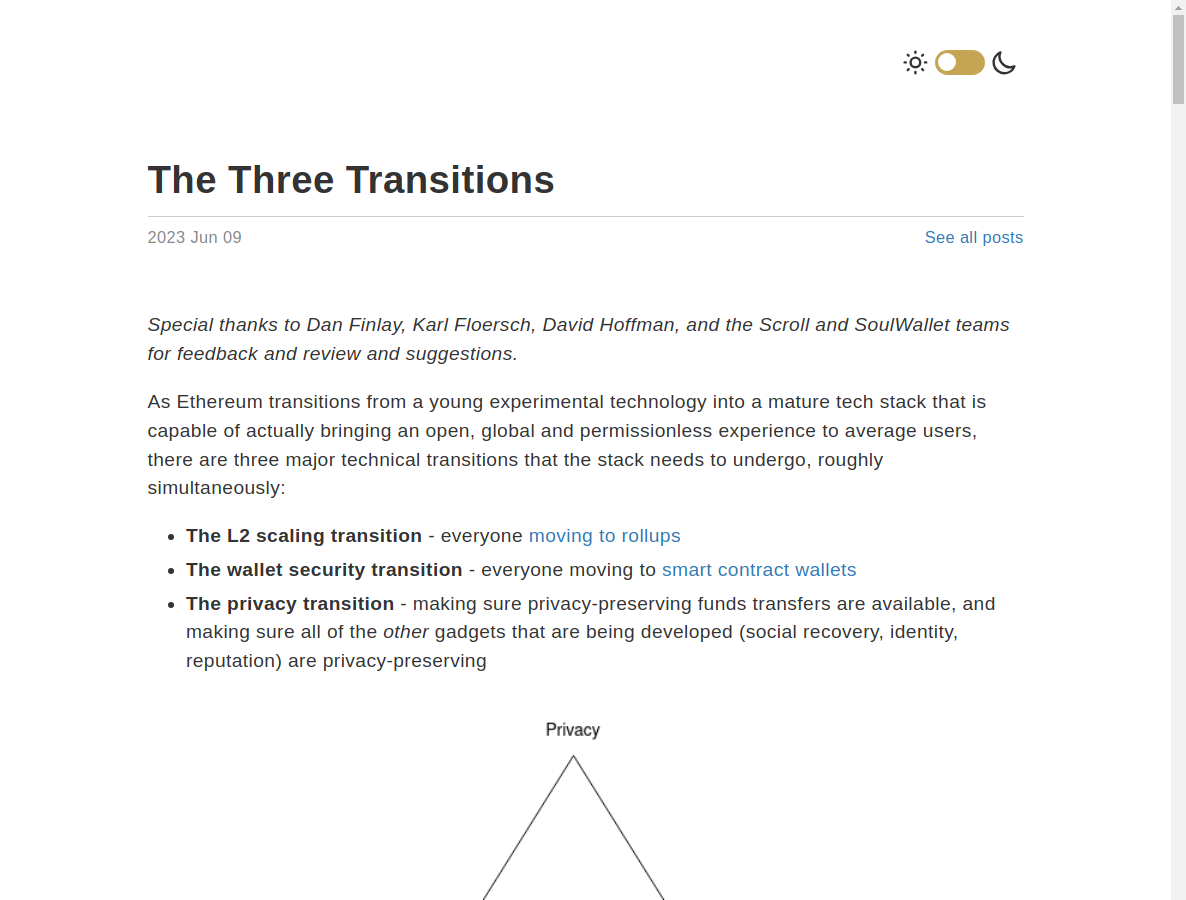 The Three Transitions
2023 Jun 09
See all posts
Special thanks to Dan Finlay, Karl Floersch, David Hoffman, and the Scroll and SoulWallet teams
for feedback and review and suggestions.
As Ethereum transitions from a young experimental technology into a mature tech stack that is
capable of actually bringing an open, global and permissionless experience to average users,
there are three major technical transitions that the stack needs to undergo, roughly
simultaneously:
• The L2 scaling transition - everyone moving to rollups
• The wallet security transition - everyone moving to smart contract wallets
• The privacy transition - making sure privacy-preserving funds transfers are available, and
making sure all of the other gadgets that are being developed (social recovery, identity,
reputation) are privacy-preserving
Privacy